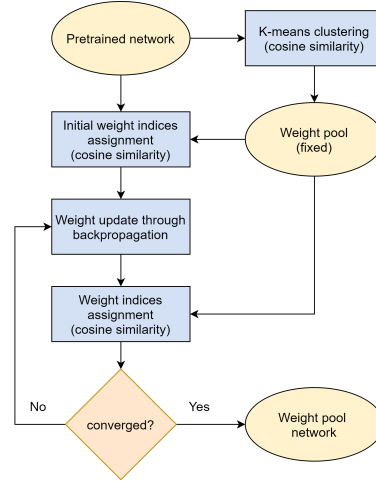 Pretrained network
K-means clustering
(cosine similarity)
Initial weight indices
assignment
(cosine similarity)
Weight pool
(fixed)
Weight update through
backpropagation
Weight indices
assignment
(cosine similarity)
No
converged?
Yes
Weight pool
network